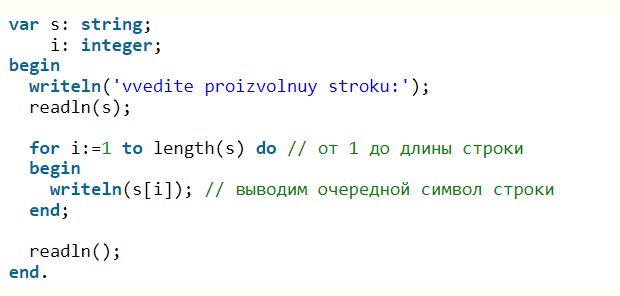 var s: string;
    i: integer;
begin
  writeln('vvedite proizvolnuy stroku:');
  readln(s);

  for i:=1 to length(s) do // от 1 до длины строки
  begin
    writeln(s[i]); // выводим очередной символ строки
  end;

  readln();
end.